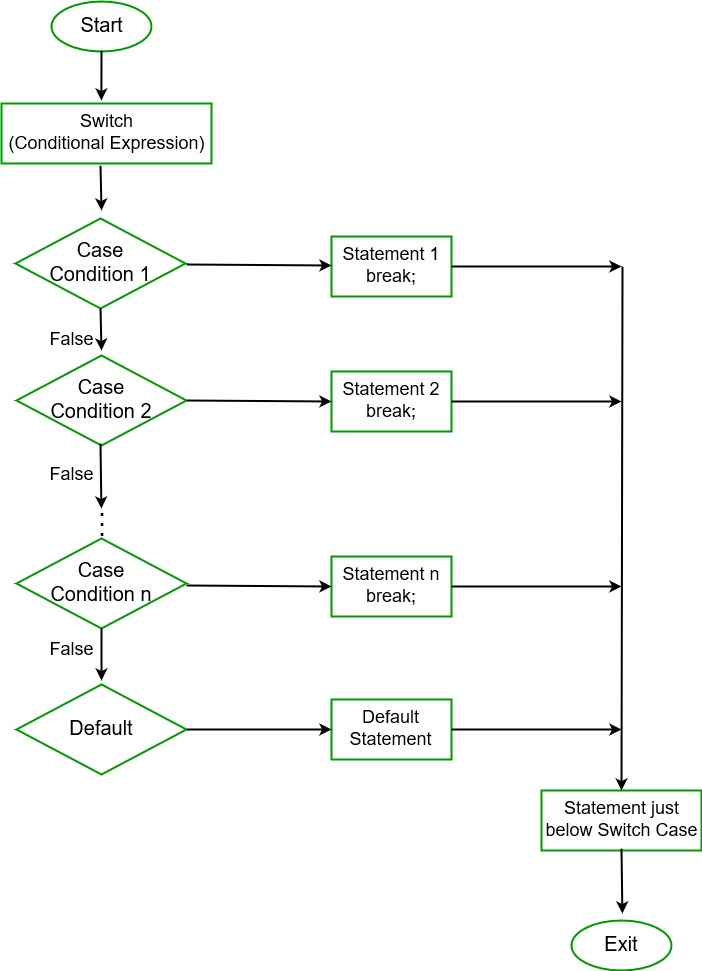 Start
Switch
(Conditional Expression)
Case
Condition 1
Statement 1
break;
False
Case
Condition 2
Statement 2
break;
False
Case
Condition n
Statement n
break;
False
Default
Default
Statement
Statement just
below Switch Case
Exit